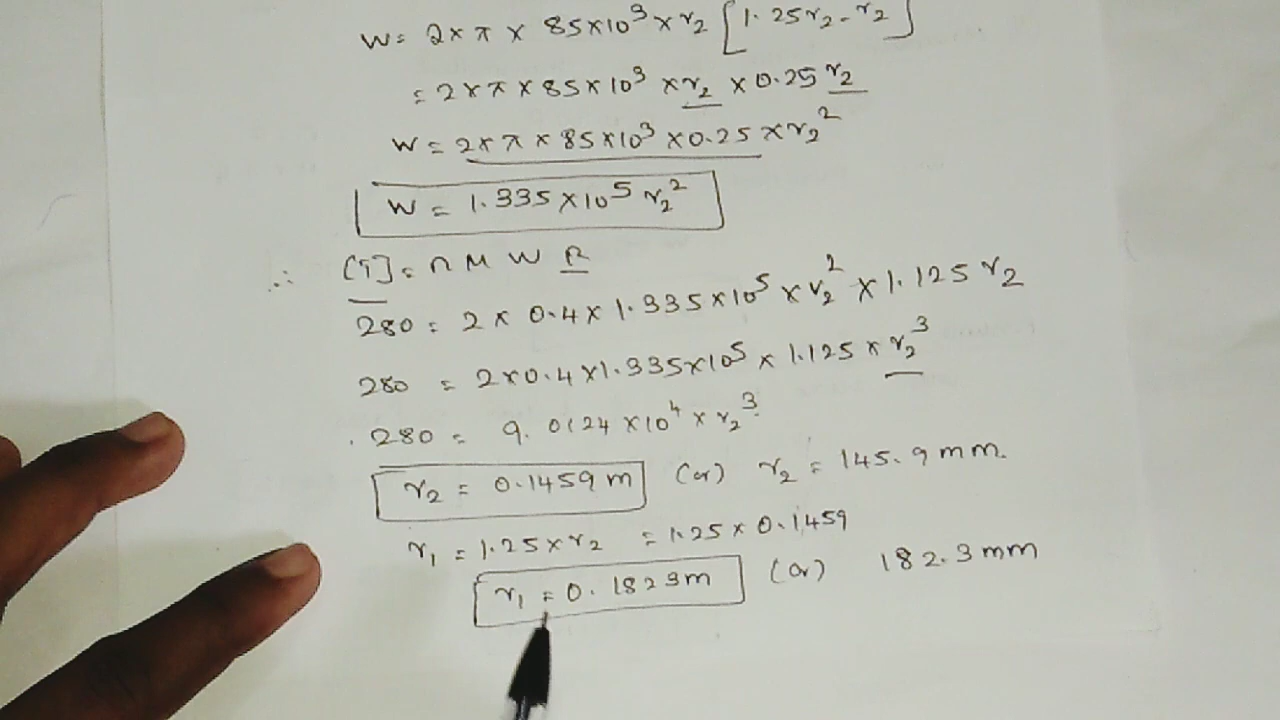 W = 2 × π × 85×10³ × r₂ [1.25r₂ - r₂]
= 2 × π × 85×10³ × r₂ × 0.25 r₂
W = 2 × π × 85×10³ × 0.25 × r₂²
W = 1.335 × 10⁵ r₂²
∴ [T] = n μ W R
280 = 2 × 0.4 × 1.335×10⁵ × r₂² × 1.125 r₂
280 = 2×0.4×1.335×10⁵ × 1.125 × r₂³
280 = 9.0124 × 10⁴ × r₂³
r₂ = 0.1459 m (or) r₂ = 145.9 mm.
r₁ = 1.25 × r₂ = 1.25 × 0.1459
r₁ = 0.1823m (or) 182.3 mm